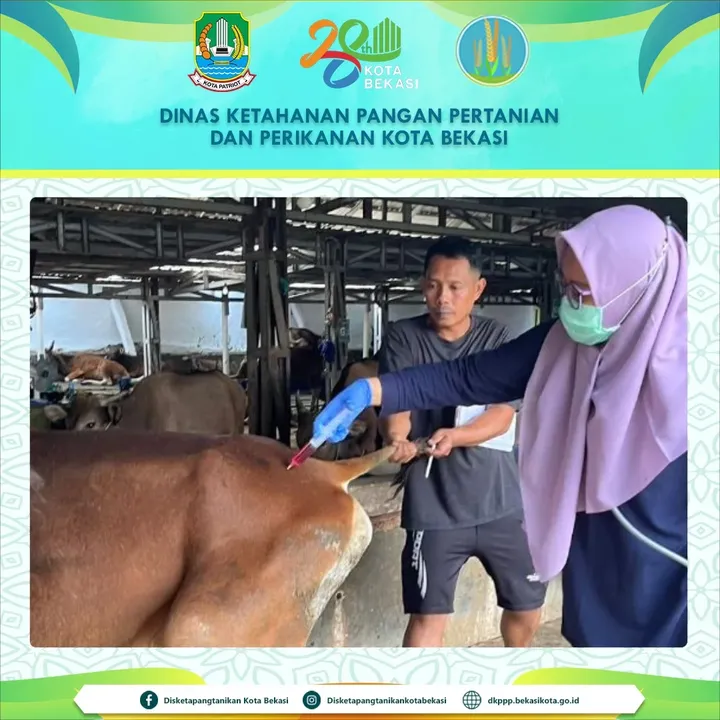 KOTA PATRIOT
28th
KOTA
BEKASI
DINAS KETAHANAN PANGAN PERTANIAN
DAN PERIKANAN KOTA BEKASI
Disketapangtanikan Kota Bekasi
Disketapangtanikankotabekasi
dkppp.bekasikota.go.id